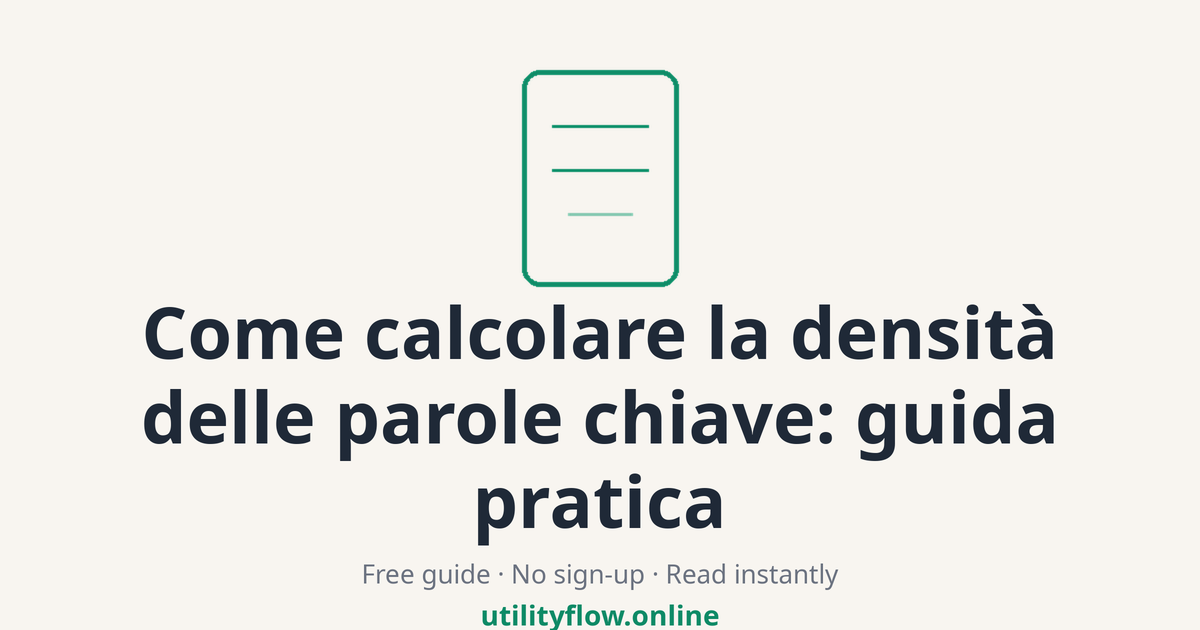 Come calcolare la densità
delle parole chiave: guida
pratica
Free guide · No sign-up · Read instantly
utilityflow.online